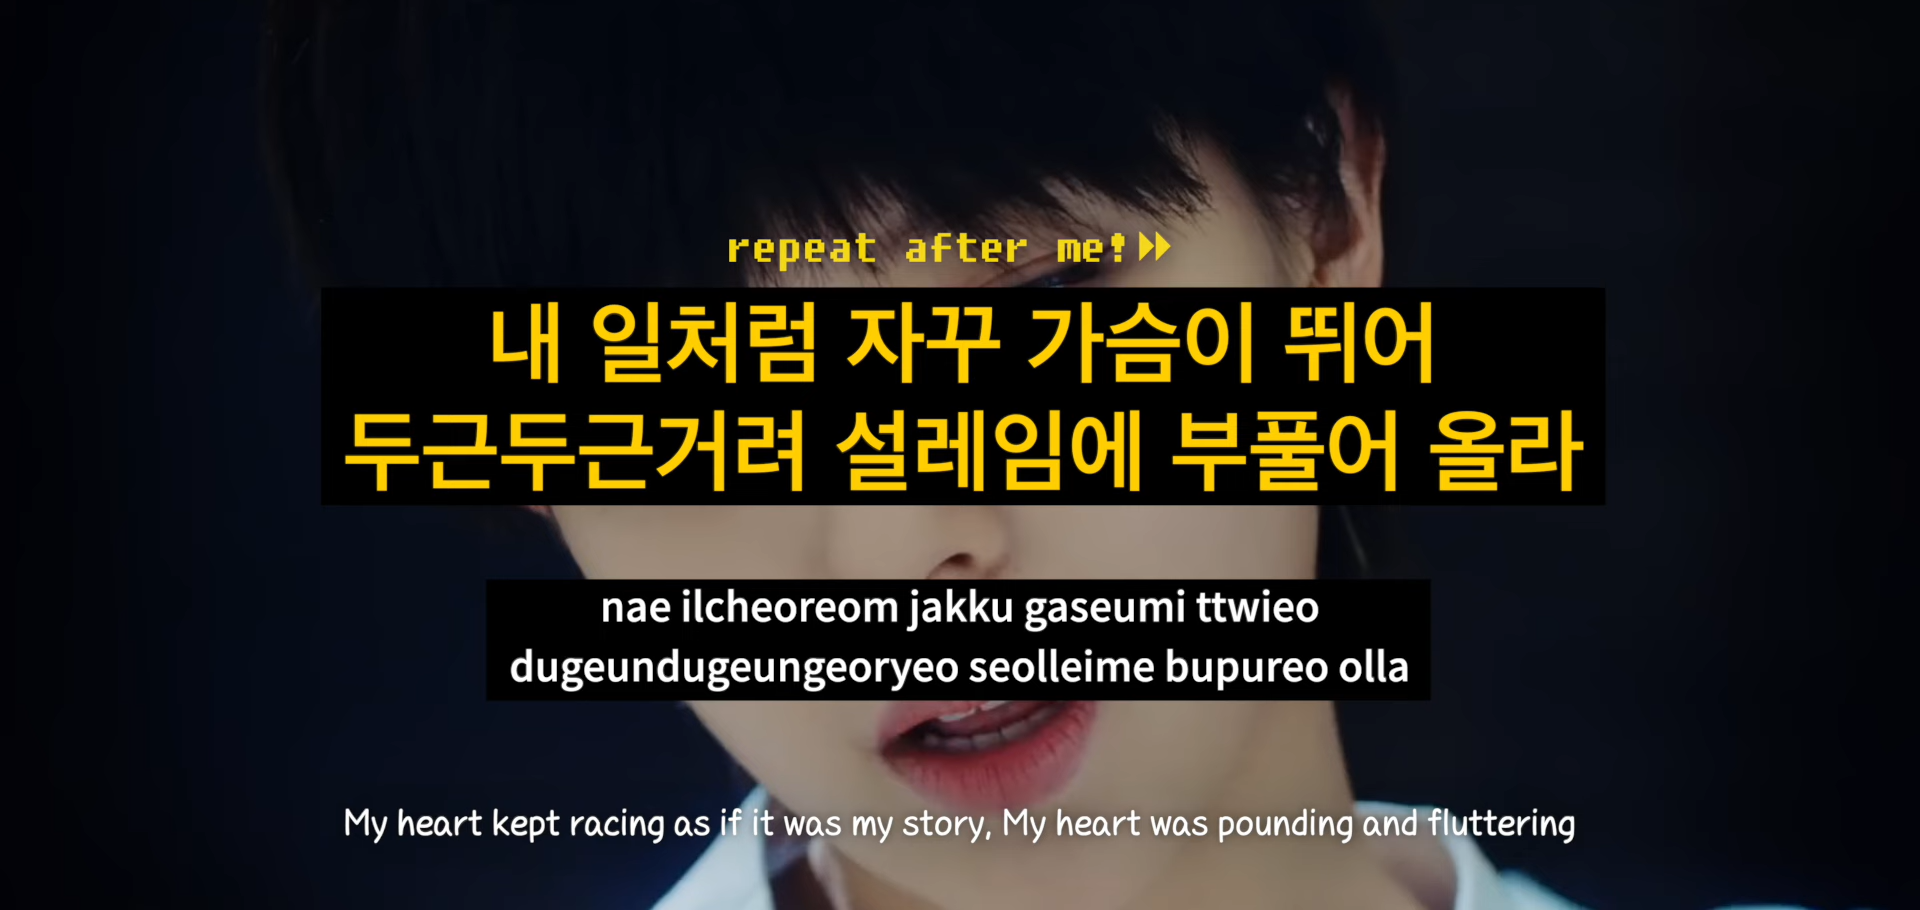 repeat after me!
내 일처럼 자꾸 가슴이 뛰어
두근두근거려 설레임에 부풀어 올라
nae ilcheoreom jakku gaseumi ttwieo
dugeundugeungeoryeo seolleime bupureo olla
My heart kept racing as if it was my story, My heart was pounding and fluttering